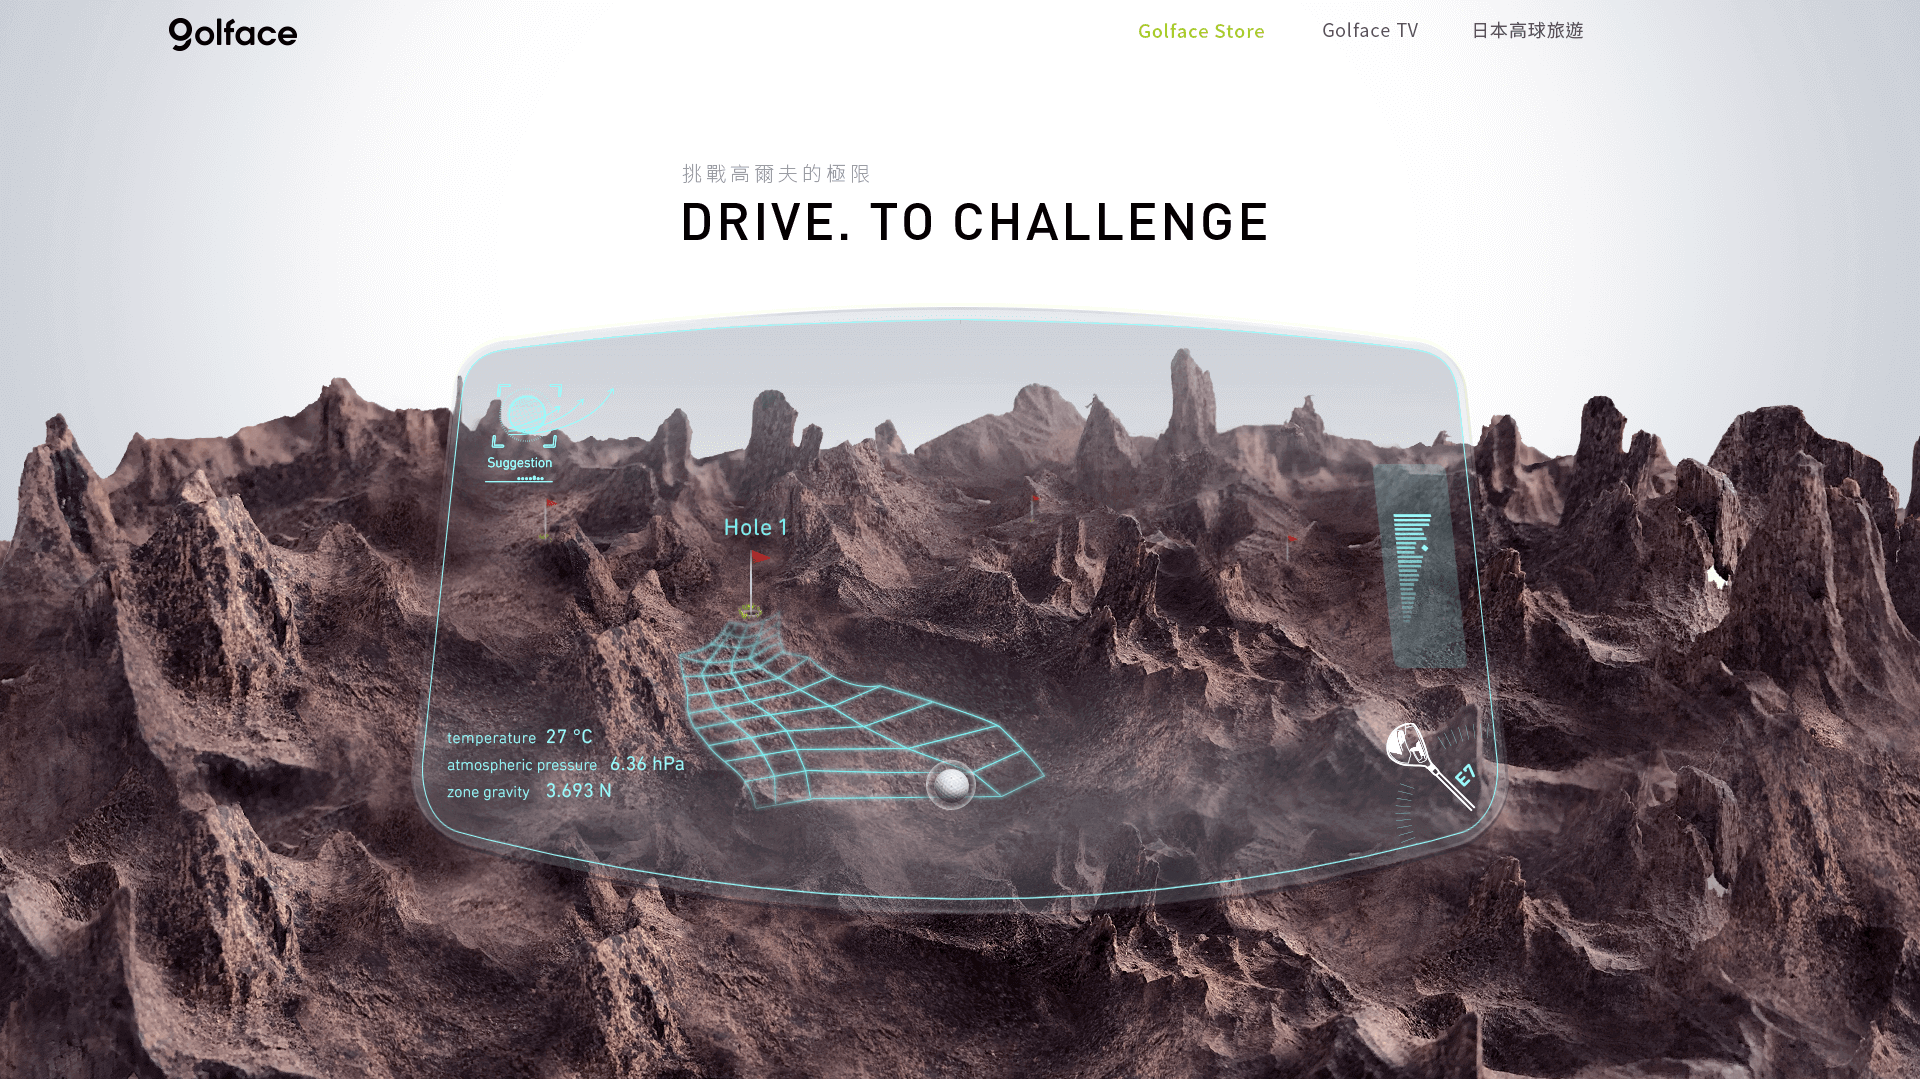 golface
Golface Store
Golface TV
日本高球旅遊
挑戰高爾夫的極限
DRIVE. TO CHALLENGE
Suggestion
Hole 1
temperature 27 °C
atmospheric pressure 6.36 hPa
zone gravity 3.693 N
E7